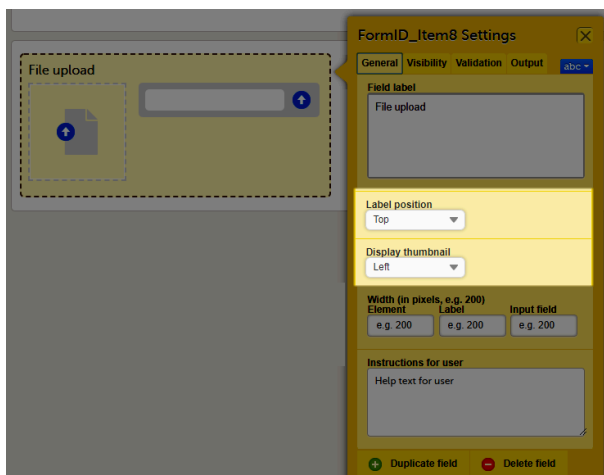 File upload
FormID_Item8 Settings
General Visibility Validation Output abc
Field label
File upload
Label position
Top
Display thumbnail
Left
Width (in pixels, e.g. 200)
Element Label Input field
e.g. 200 e.g. 200 e.g. 200
Instructions for user
Help text for user
Duplicate field Delete field